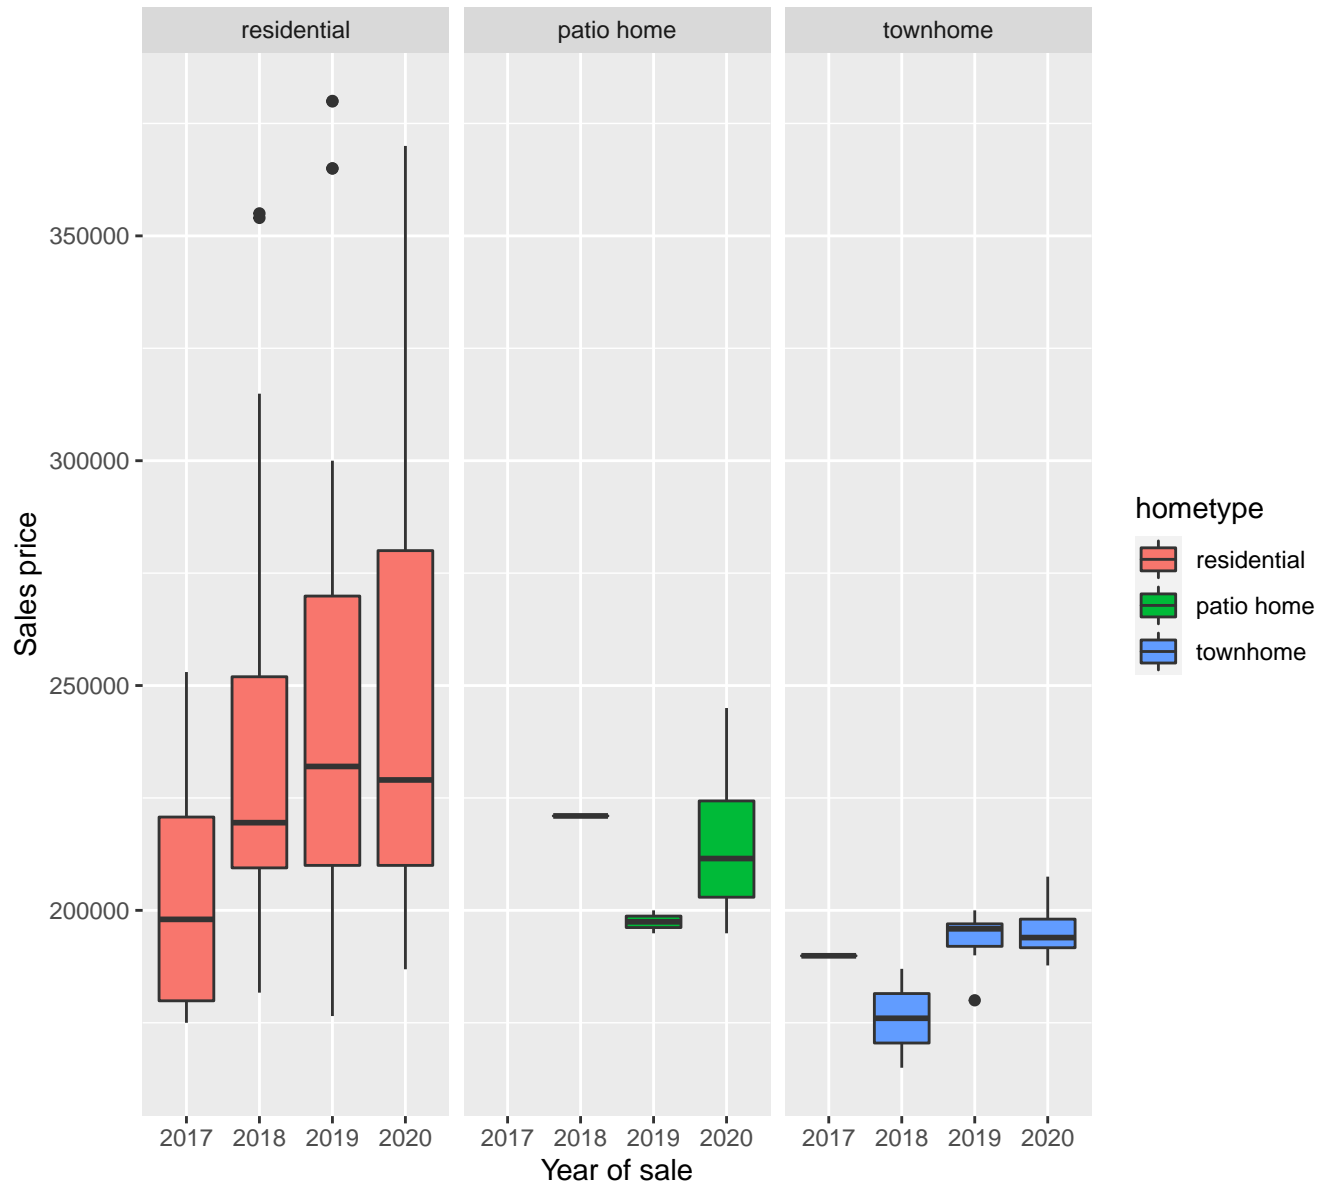 residential patio home townhome
350000
300000
250000
200000
Sales price
2017 2018 2019 2020 2017 2018 2019 2020 2017 2018 2019 2020
Year of sale
hometype
residential
patio home
townhome